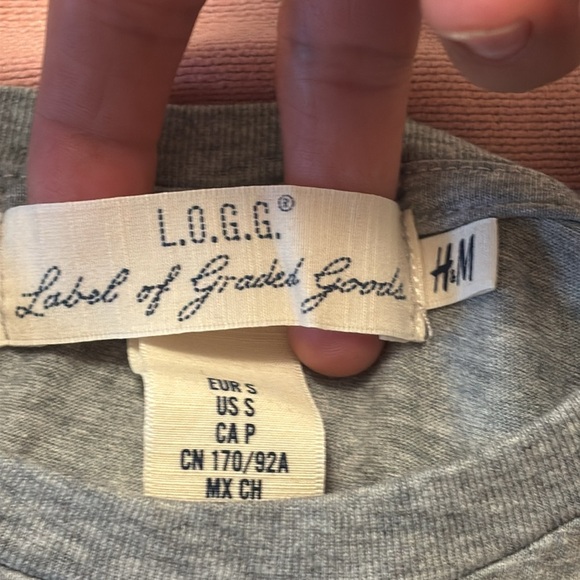 L.O.G.G.®
Label of Graded Goods
H&M
EUR S
US S
CA P
CN 170/92A
MX CH